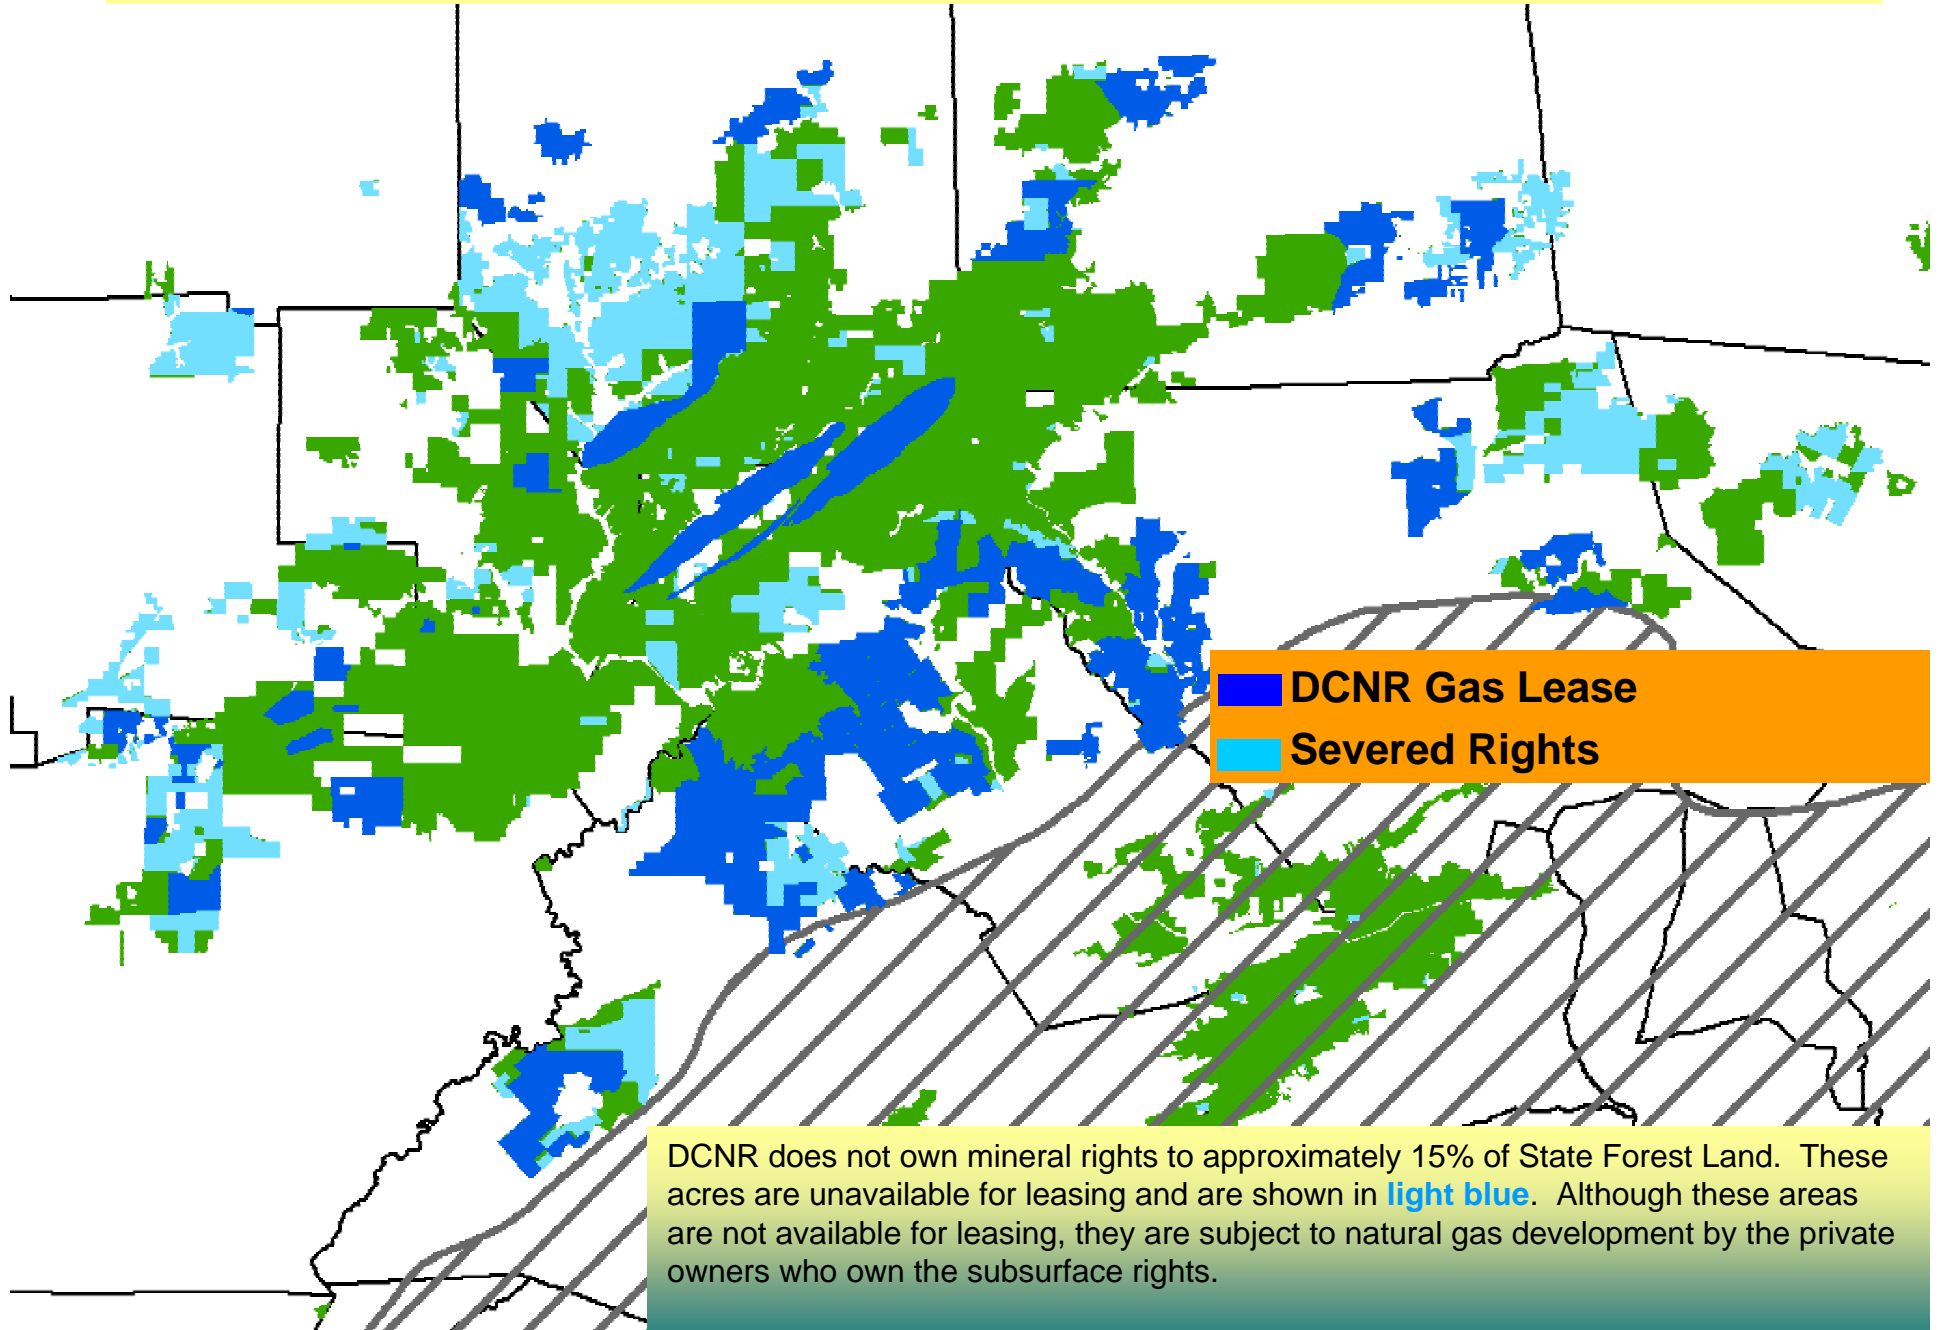 DCNR Gas Lease
Severed Rights
DCNR does not own mineral rights to approximately 15% of State Forest Land. These
acres are unavailable for leasing and are shown in light blue. Although these areas
are not available for leasing, they are subject to natural gas development by the private
owners who own the subsurface rights.